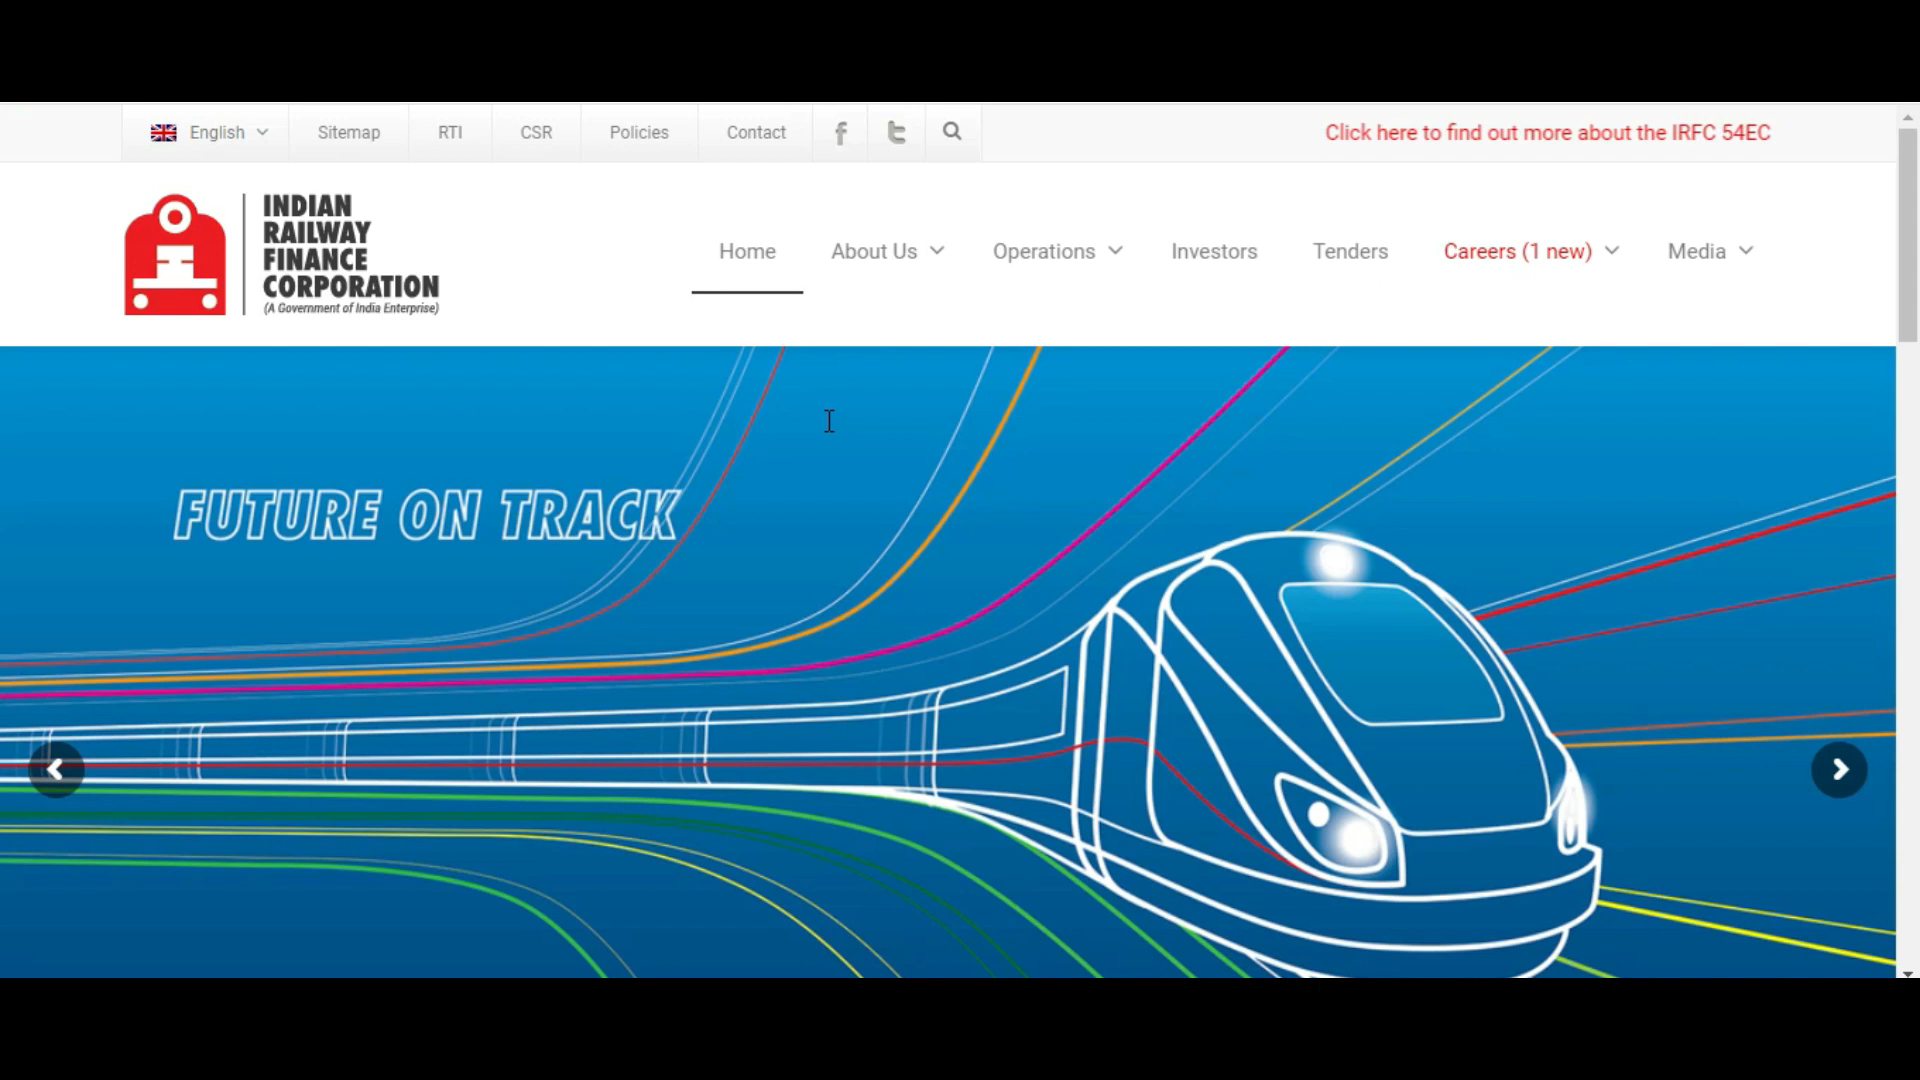 English Sitemap RTI CSR Policies Contact Click here to find out more about the IRFC 54EC
INDIAN
RAILWAY
FINANCE
CORPORATION
(A Government of India Enterprise)
Home About Us Operations Investors Tenders Careers (1 new) Media
FUTURE ON TRACK